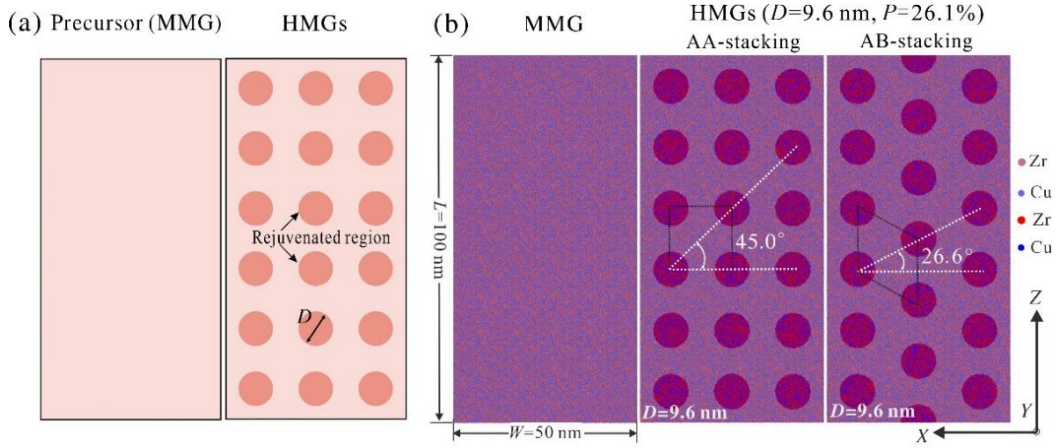 (a) Precursor (MMG) HMGs
Rejuvenated region
D
(b) MMG HMGs (D=9.6 nm, P=26.1%)
AA-stacking AB-stacking
L=100 nm
45.0°
26.6°
Zr
Cu
Zr
Cu
Z
Y
X
D=9.6 nm
D=9.6 nm
W=50 nm